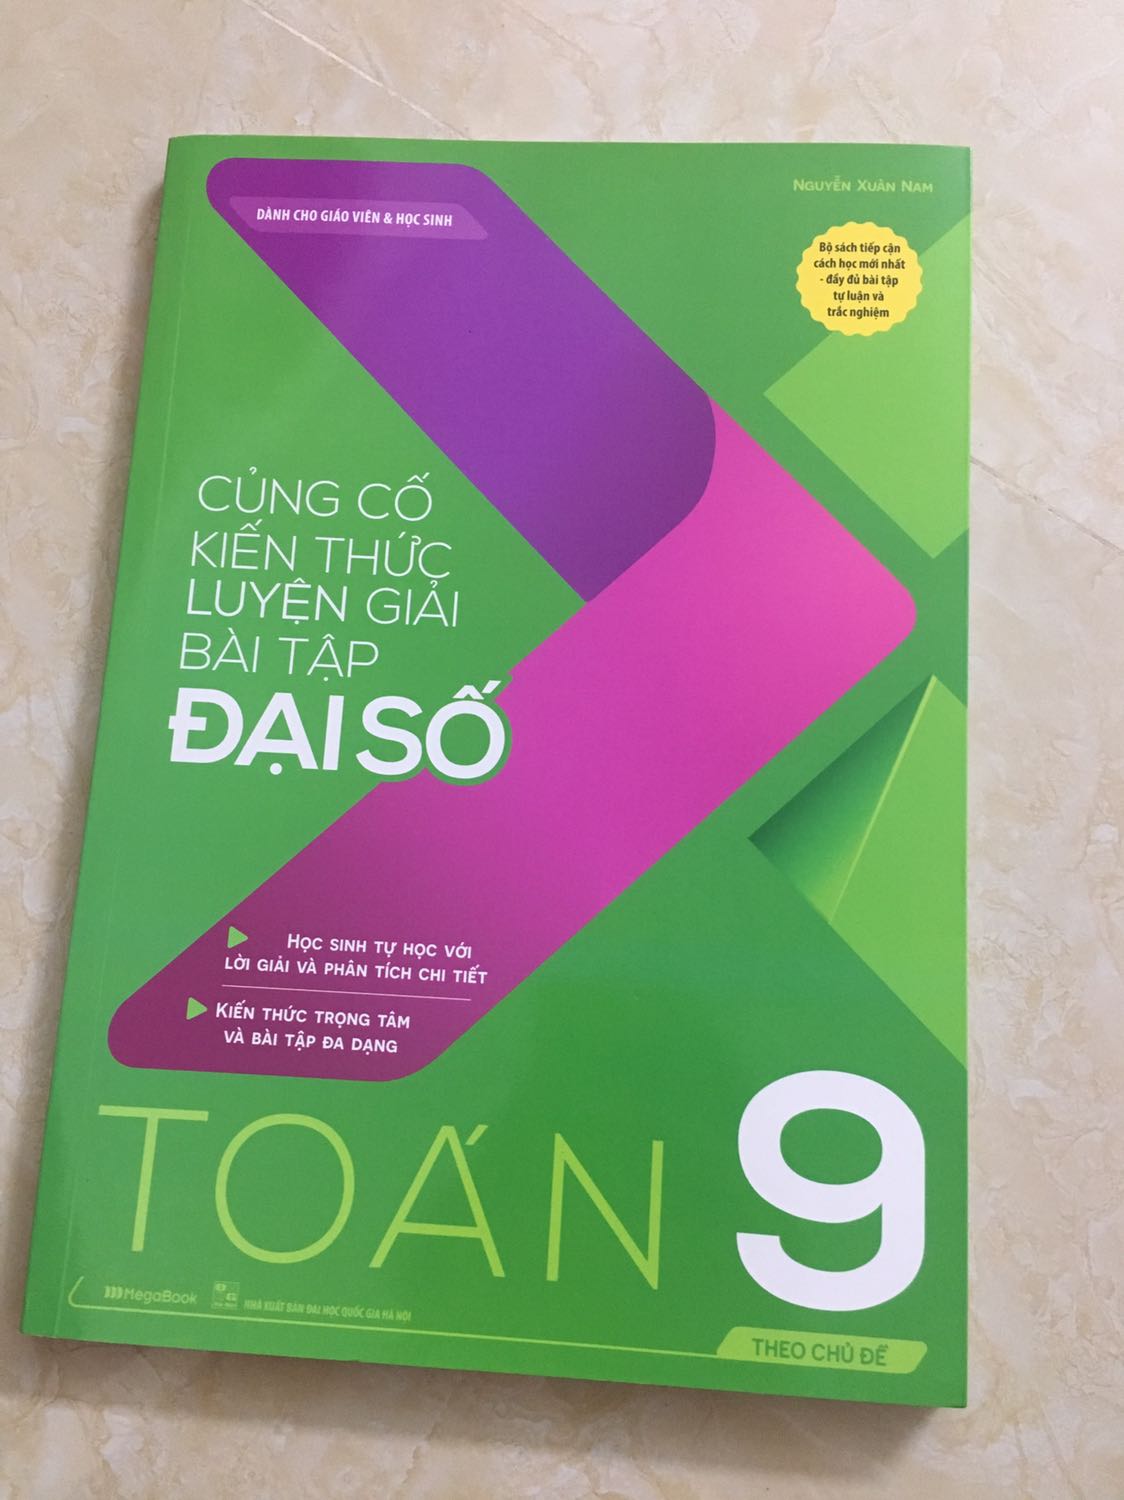 NGUYỄN XUÂN NAM
DÀNH CHO GIÁO VIÊN & HỌC SINH
Bộ sách tiếp cận
cách học mới nhất
- đầy đủ bài tập
tự luận và
trắc nghiệm
CỦNG CỐ
KIẾN THỨC
LUYỆN GIẢI
BÀI TẬP
ĐẠI SỐ
HỌC SINH TỰ HỌC VỚI
LỜI GIẢI VÀ PHÂN TÍCH CHI TIẾT
KIẾN THỨC TRỌNG TÂM
VÀ BÀI TẬP ĐA DẠNG
TOÁN 9
MegaBook
NHÀ XUẤT BẢN ĐẠI HỌC QUỐC GIA HÀ NỘI
THEO CHỦ ĐỀ